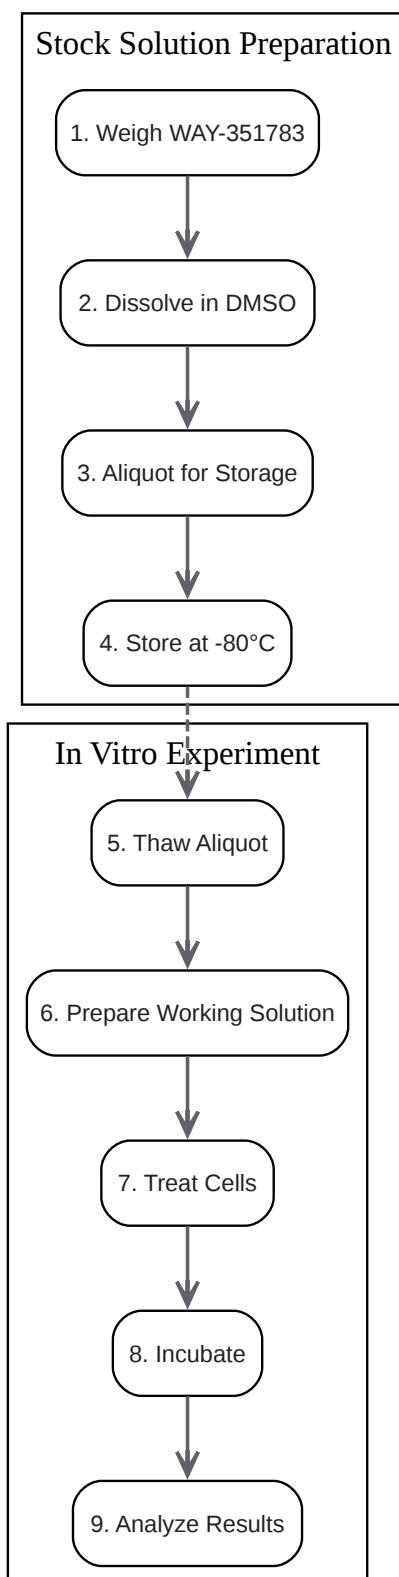 Stock Solution Preparation
1. Weigh WAY-351783
2. Dissolve in DMSO
3. Aliquot for Storage
4. Store at -80°C
In Vitro Experiment
5. Thaw Aliquot
6. Prepare Working Solution
7. Treat Cells
8. Incubate
9. Analyze Results